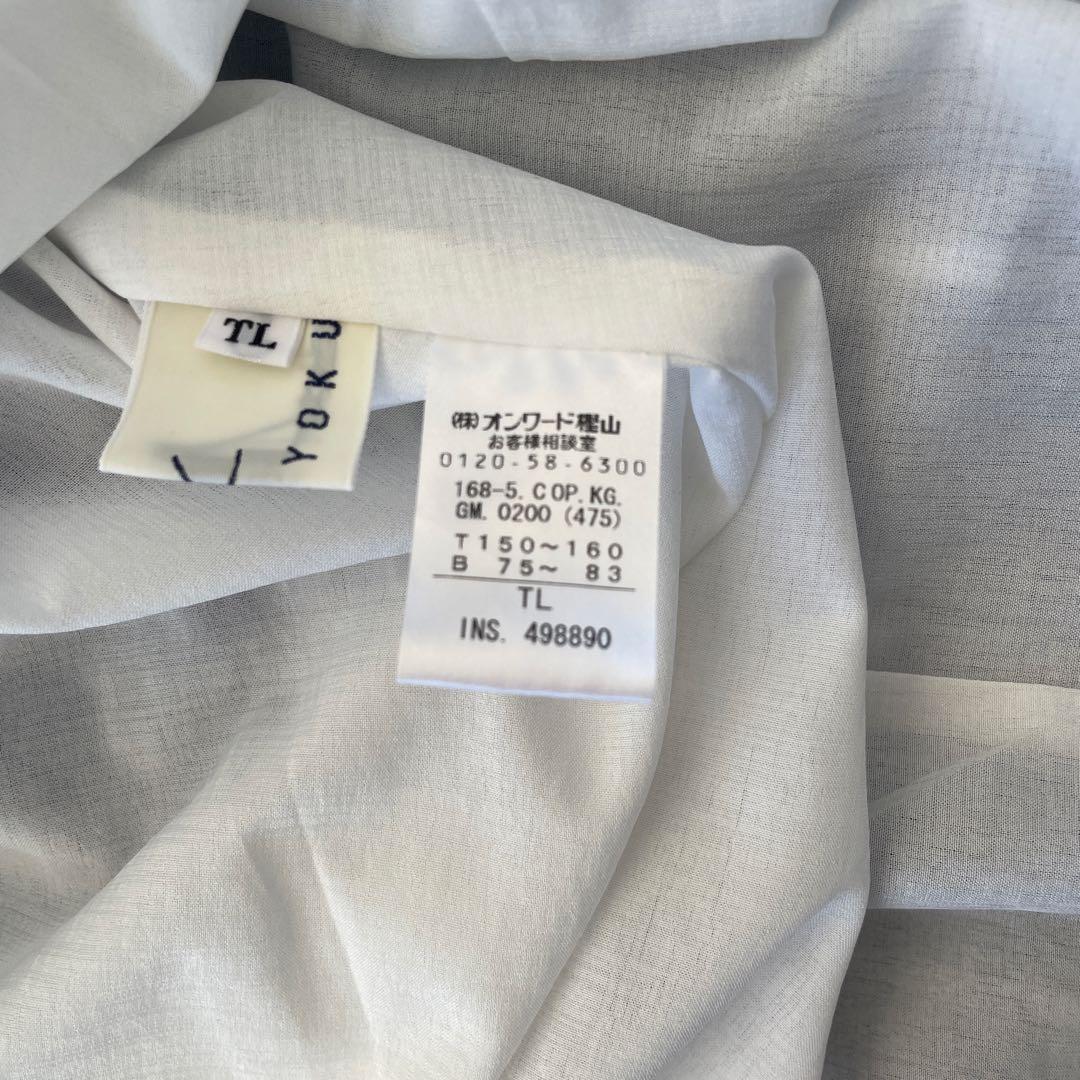 TL
YOKU
(株)オンワード樫山
お客様相談室
0120-58-6300
168-5. COP. KG.
GM. 0200 (475)
T 150～160
B 75～ 83
TL
INS. 498890